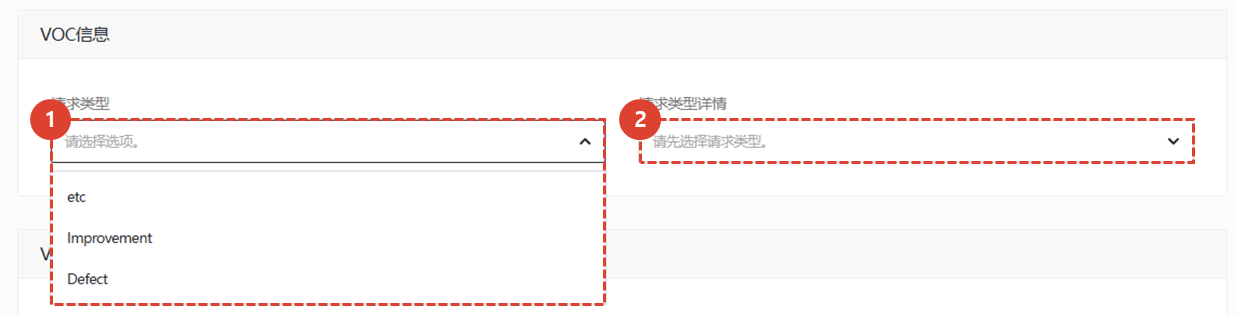 VOC信息
请求类型
请求类型详情
1
2
请选择选项。
请先选择请求类型。
etc
Improvement
Defect
V